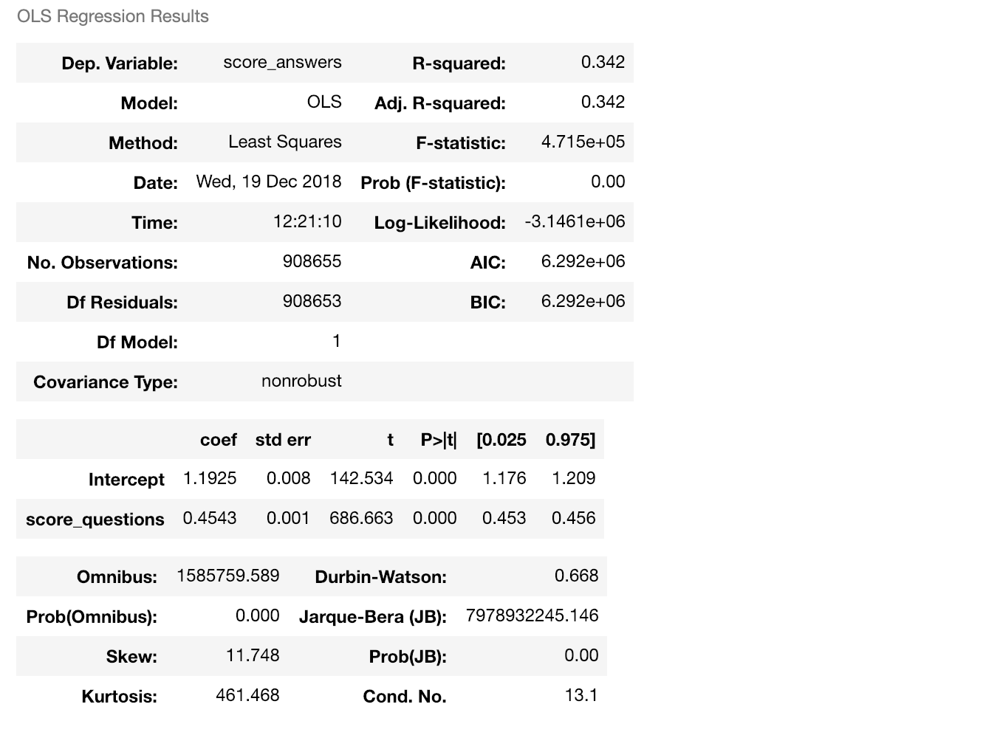 OLS Regression Results
Dep. Variable: score_answers R-squared: 0.342
Model: OLS Adj. R-squared: 0.342
Method: Least Squares F-statistic: 4.715e+05
Date: Wed, 19 Dec 2018 Prob (F-statistic): 0.00
Time: 12:21:10 Log-Likelihood: -3.1461e+06
No. Observations: 908655 AIC: 6.292e+06
Df Residuals: 908653 BIC: 6.292e+06
Df Model: 1
Covariance Type: nonrobust
coef std err t P>|t| [0.025 0.975]
Intercept 1.1925 0.008 142.534 0.000 1.176 1.209
score_questions 0.4543 0.001 686.663 0.000 0.453 0.456
Omnibus: 1585759.589 Durbin-Watson: 0.668
Prob(Omnibus): 0.000 Jarque-Bera (JB): 7978932245.146
Skew: 11.748 Prob(JB): 0.00
Kurtosis: 461.468 Cond. No. 13.1